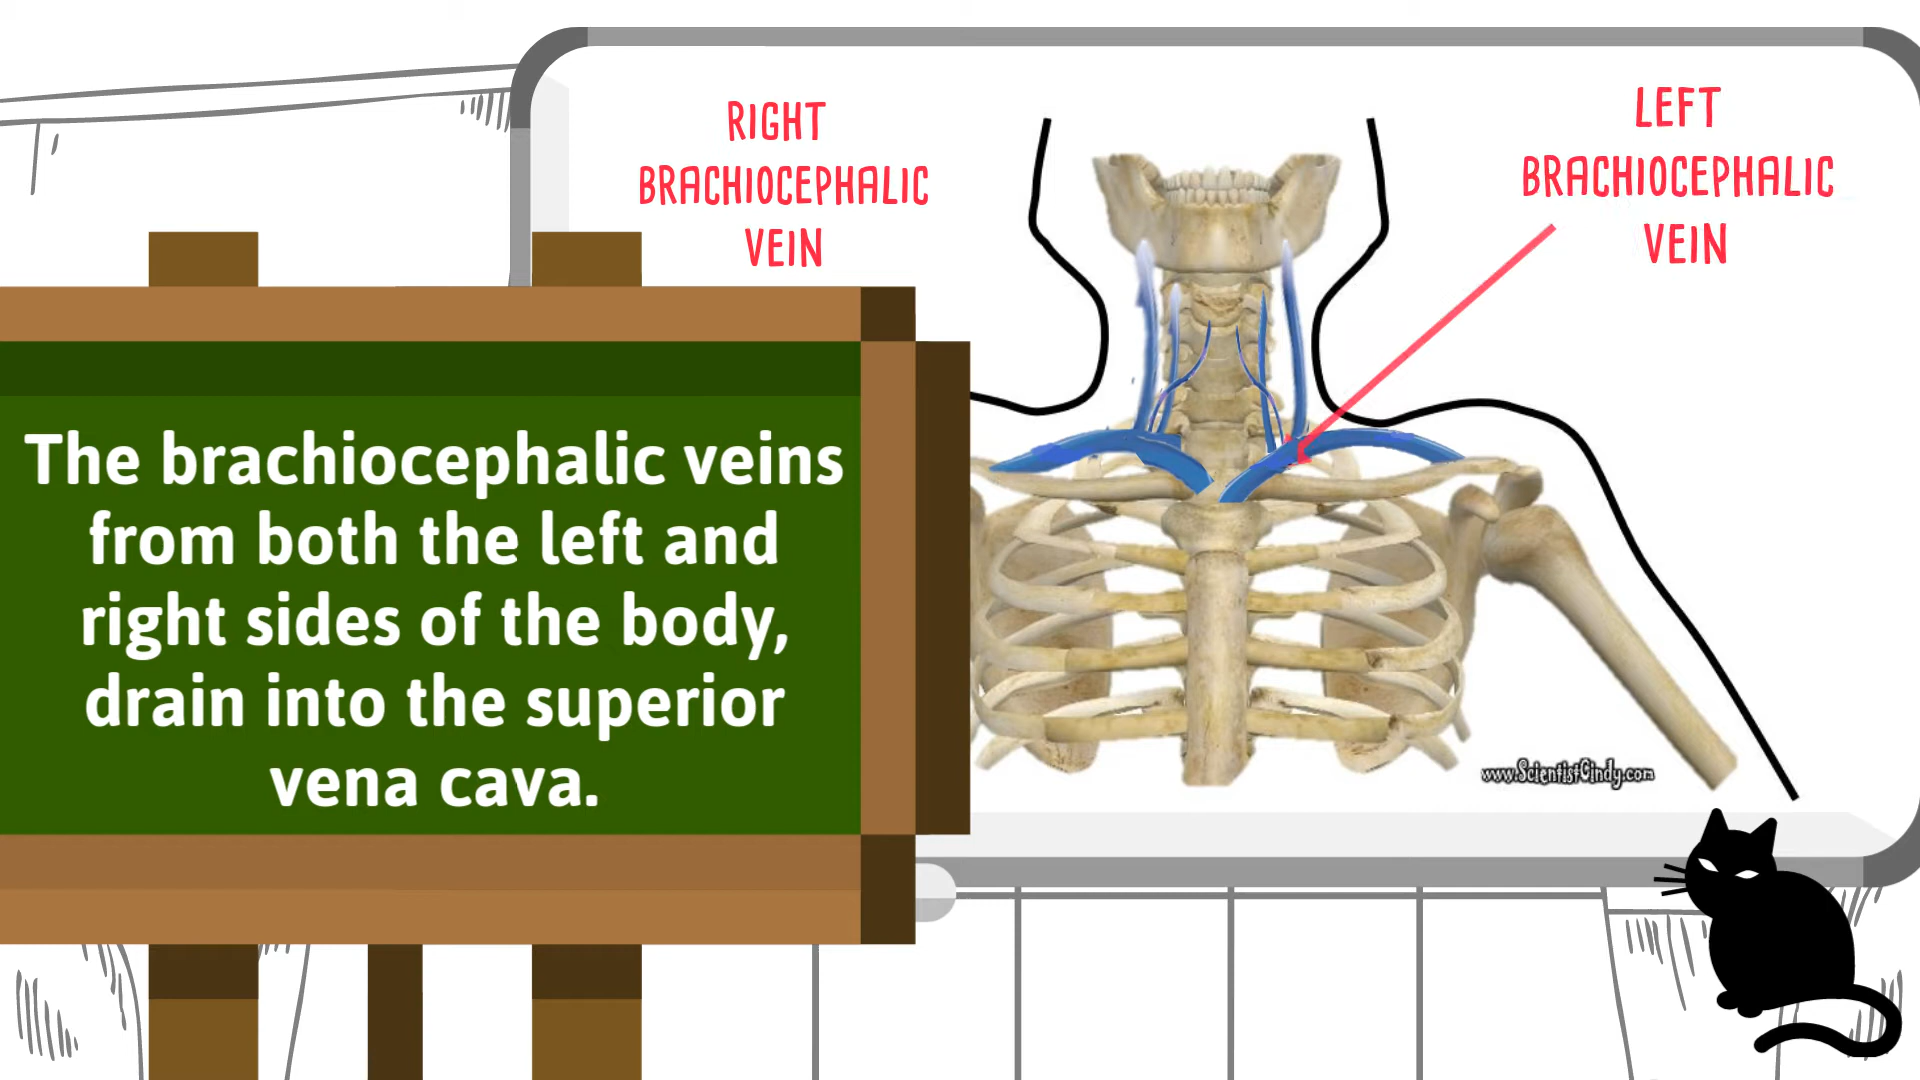 RIGHT
BRACHIOCEPHALIC
VEIN
LEFT
BRACHIOCEPHALIC
VEIN
The brachiocephalic veins
from both the left and
right sides of the body,
drain into the superior
vena cava.
www.ScientistCindy.com